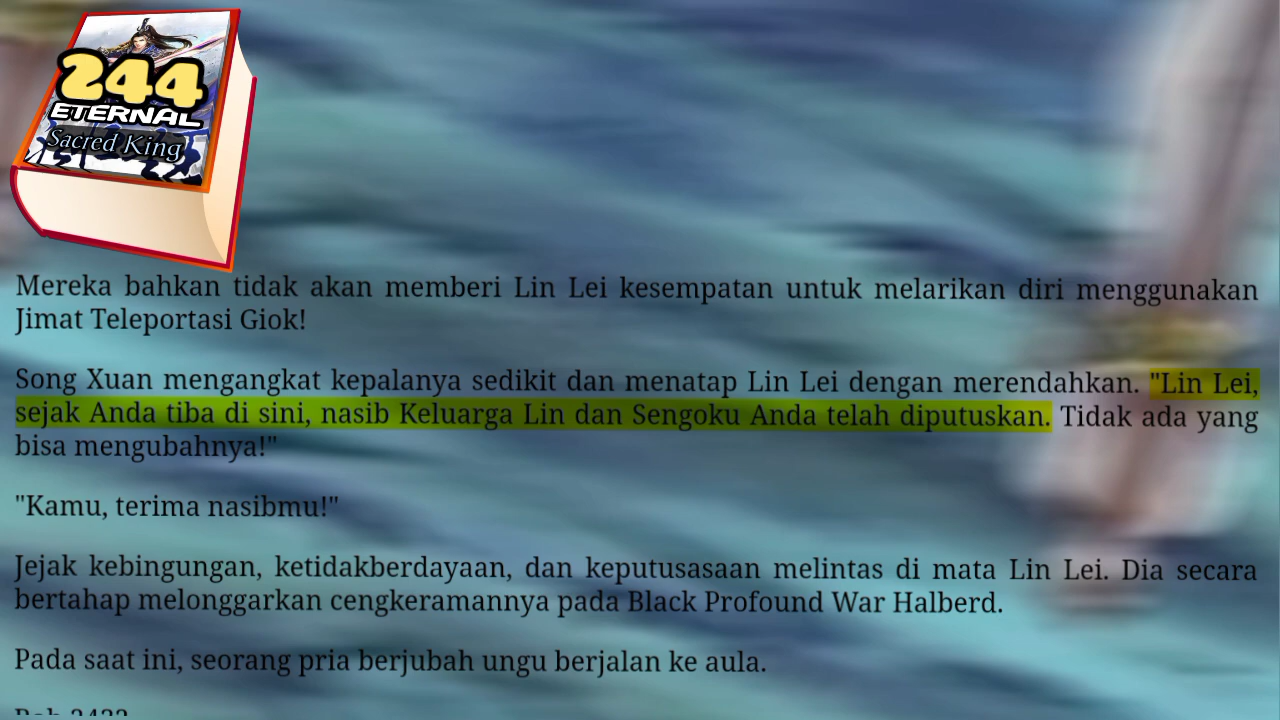 244
ETERNAL
Sacred King
Mereka bahkan tidak akan memberi Lin Lei kesempatan untuk melarikan diri menggunakan
Jimat Teleportasi Giok!
Song Xuan mengangkat kepalanya sedikit dan menatap Lin Lei dengan merendahkan. "Lin Lei,
sejak Anda tiba di sini, nasib Keluarga Lin dan Sengoku Anda telah diputuskan. Tidak ada yang
bisa mengubahnya!"
"Kamu, terima nasibmu!"
Jejak kebingungan, ketidakberdayaan, dan keputusasaan melintas di mata Lin Lei. Dia secara
bertahap melonggarkan cengkeramannya pada Black Profound War Halberd.
Pada saat ini, seorang pria berjubah ungu berjalan ke aula.